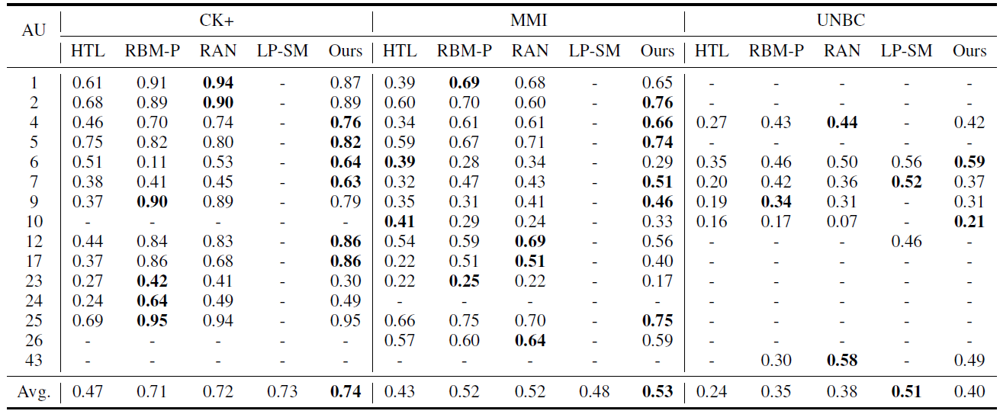 AU CK+ MMI UNBC
HTL RBM-P RAN LP-SM Ours HTL RBM-P RAN LP-SM Ours HTL RBM-P RAN LP-SM Ours
1 0.61 0.91 0.94 - 0.87 0.39 0.69 0.68 - 0.65 - - - - -
2 0.68 0.89 0.90 - 0.89 0.60 0.70 0.60 - 0.76 - - - - -
4 0.46 0.70 0.74 - 0.76 0.34 0.61 0.61 - 0.66 0.27 0.43 0.44 - 0.42
5 0.75 0.82 0.80 - 0.82 0.59 0.67 0.71 - 0.74 - - - - -
6 0.51 0.11 0.53 - 0.64 0.39 0.28 0.34 - 0.29 0.35 0.46 0.50 0.56 0.59
7 0.38 0.41 0.45 - 0.63 0.32 0.47 0.43 - 0.51 0.20 0.42 0.36 0.52 0.37
9 0.37 0.90 0.89 - 0.79 0.35 0.31 0.41 - 0.46 0.19 0.34 0.31 - 0.31
10 - - - - - 0.41 0.29 0.24 - 0.33 0.16 0.17 0.07 - 0.21
12 0.44 0.84 0.83 - 0.86 0.54 0.59 0.69 - 0.56 - - - 0.46 -
17 0.37 0.86 0.68 - 0.86 0.22 0.51 0.51 - 0.40 - - - - -
23 0.27 0.42 0.41 - 0.30 0.22 0.25 0.22 - 0.17 - - - - -
24 0.24 0.64 0.49 - 0.49 - - - - - - - - - -
25 0.69 0.95 0.94 - 0.95 0.66 0.75 0.70 - 0.75 - - - - -
26 - - - - - 0.57 0.60 0.64 - 0.59 - - - - -
43 - - - - - - - - - - - 0.30 0.58 - 0.49
Avg. 0.47 0.71 0.72 0.73 0.74 0.43 0.52 0.52 0.48 0.53 0.24 0.35 0.38 0.51 0.40